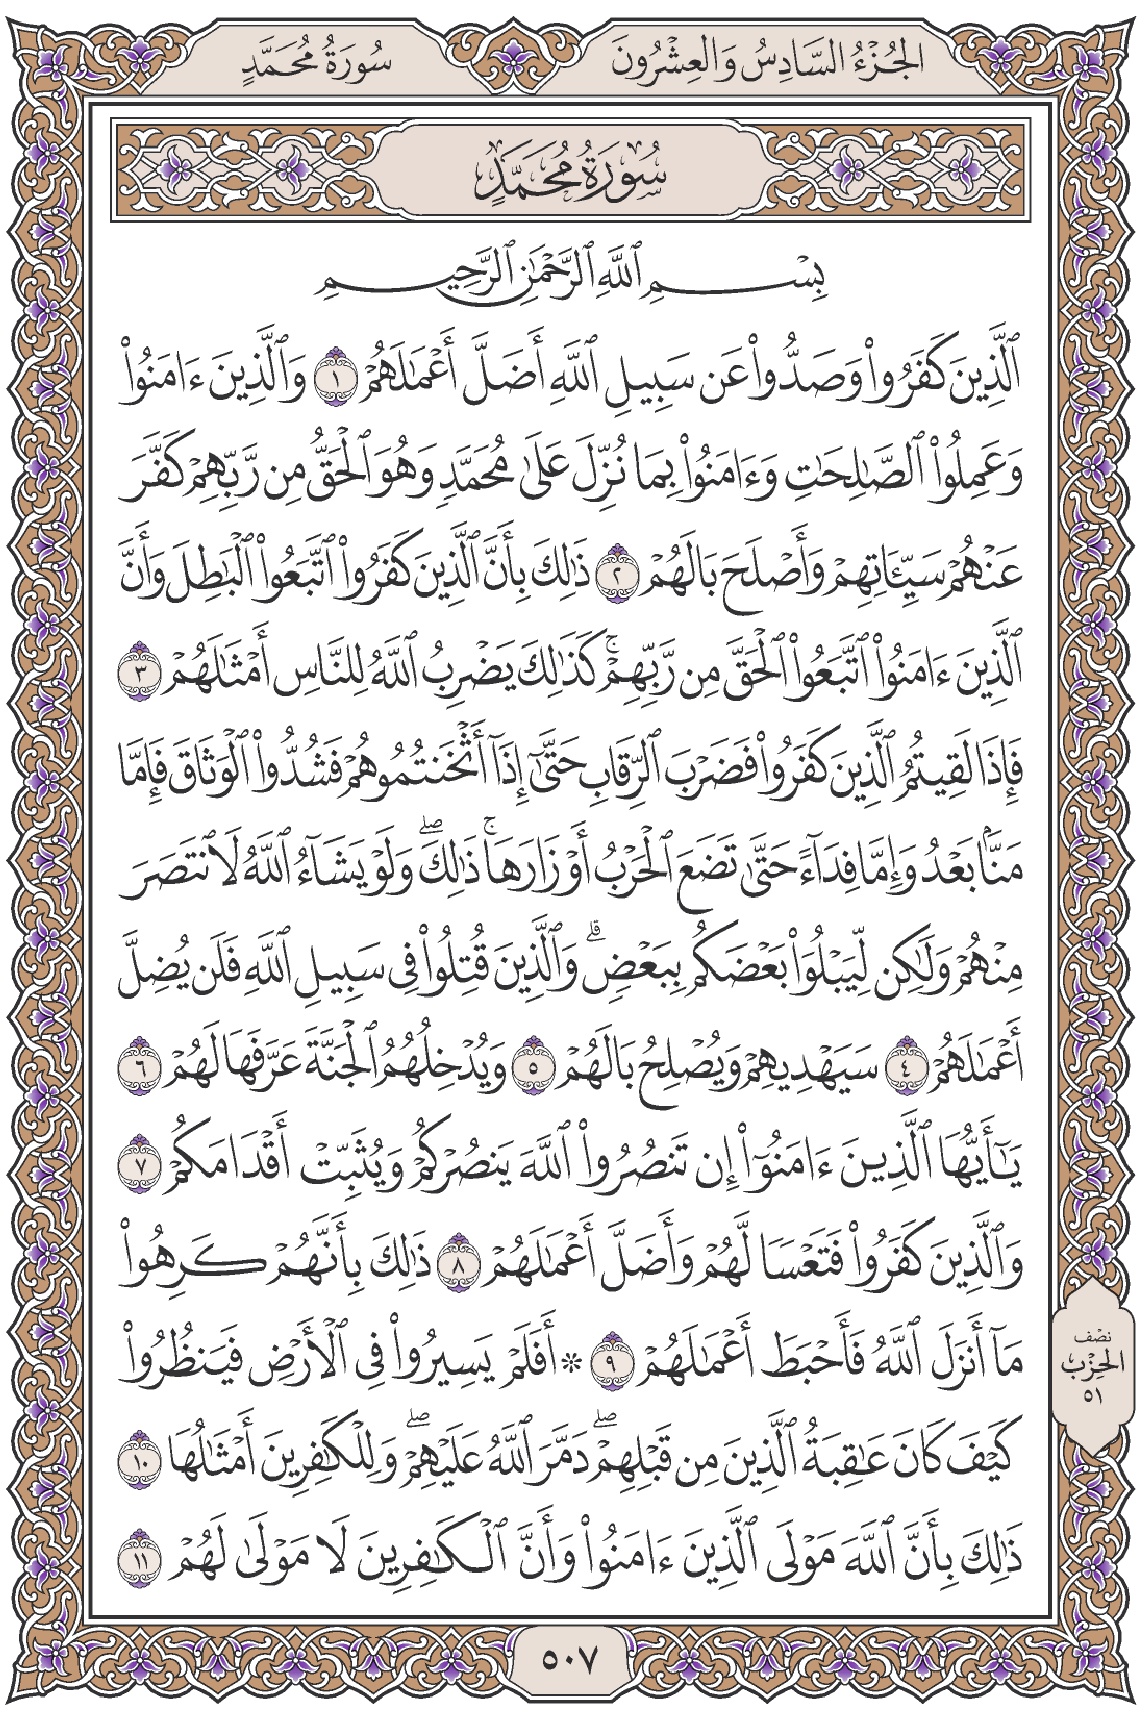 الجُزْءُ السَّادِسُ وَالعِشْرُونَ
سُورَةُ مُحَمَّدٍ
سُورَةُ مُحَمَّدٍ
بِسْمِ ٱللَّهِ ٱلرَّحْمَٰنِ ٱلرَّحِيمِ
ٱلَّذِينَ كَفَرُوا۟ وَصَدُّوا۟ عَن سَبِيلِ ٱللَّهِ أَضَلَّ أَعْمَٰلَهُمْ ١ وَٱلَّذِينَ ءَامَنُوا۟
وَعَمِلُوا۟ ٱلصَّٰلِحَٰتِ وَءَامَنُوا۟ بِمَا نُزِّلَ عَلَىٰ مُحَمَّدٍ وَهُوَ ٱلْحَقُّ مِن رَّبِّهِمْ كَفَّرَ
عَنْهُمْ سَيِّـَٔاتِهِمْ وَأَصْلَحَ بَالَهُمْ ٢ ذَٰلِكَ بِأَنَّ ٱلَّذِينَ كَفَرُوا۟ ٱتَّبَعُوا۟ ٱلْبَٰطِلَ وَأَنَّ
ٱلَّذِينَ ءَامَنُوا۟ ٱتَّبَعُوا۟ ٱلْحَقَّ مِن رَّبِّهِمْ ۚ كَذَٰلِكَ يَضْرِبُ ٱللَّهُ لِلنَّاسِ أَمْثَٰلَهُمْ ٣
فَإِذَا لَقِيتُمُ ٱلَّذِينَ كَفَرُوا۟ فَضَرْبَ ٱلرِّقَابِ حَتَّىٰٓ إِذَآ أَثْخَنتُمُوهُمْ فَشُدُّوا۟ ٱلْوَثَاقَ فَإِمَّا
مَنًّۢا بَعْدُ وَإِمَّا فِدَآءً حَتَّىٰ تَضَعَ ٱلْحَرْبُ أَوْزَارَهَا ۚ ذَٰلِكَ ۖ وَلَوْ يَشَآءُ ٱللَّهُ لَٱنتَصَرَ
مِنْهُمْ وَلَٰكِن لِّيَبْلُوَا۟ بَعْضَكُم بِبَعْضٍ ۗ وَٱلَّذِينَ قُتِلُوا۟ فِى سَبِيلِ ٱللَّهِ فَلَن يُضِلَّ
أَعْمَٰلَهُمْ ٤ سَيَهْدِيهِمْ وَيُصْلِحُ بَالَهُمْ ٥ وَيُدْخِلُهُمُ ٱلْجَنَّةَ عَرَّفَهَا لَهُمْ ٦
يَٰٓأَيُّهَا ٱلَّذِينَ ءَامَنُوٓا۟ إِن تَنصُرُوا۟ ٱللَّهَ يَنصُرْكُمْ وَيُثَبِّتْ أَقْدَامَكُمْ ٧
وَٱلَّذِينَ كَفَرُوا۟ فَتَعْسًا لَّهُمْ وَأَضَلَّ أَعْمَٰلَهُمْ ٨ ذَٰلِكَ بِأَنَّهُمْ كَرِهُوا۟
مَآ أَنزَلَ ٱللَّهُ فَأَحْبَطَ أَعْمَٰلَهُمْ ٩ ۞ أَفَلَمْ يَسِيرُوا۟ فِى ٱلْأَرْضِ فَيَنظُرُوا۟
كَيْفَ كَانَ عَٰقِبَةُ ٱلَّذِينَ مِن قَبْلِهِمْ ۖ دَمَّرَ ٱللَّهُ عَلَيْهِمْ ۖ وَلِلْكَٰفِرِينَ أَمْثَٰلُهَا ١٠
ذَٰلِكَ بِأَنَّ ٱللَّهَ مَوْلَى ٱلَّذِينَ ءَامَنُوا۟ وَأَنَّ ٱلْكَٰفِرِينَ لَا مَوْلَىٰ لَهُمْ ١١
نصف
الحِزْب
٥١
٥٠٧